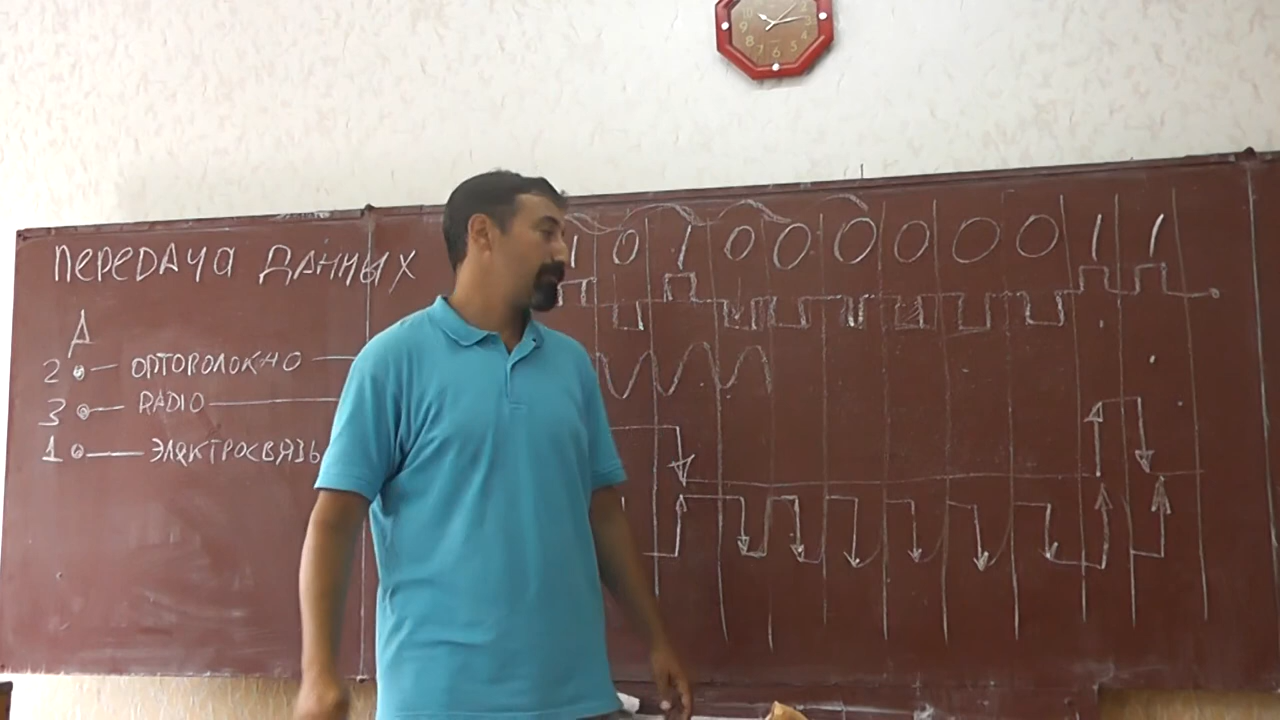 ПЕРЕДАЧА ДАННЫХ
1 0 1 0 0 0 0 0 0 1 1
А
2 — ОПТОВОЛОКНО —
3 — RADIO —
1 — ЭЛЕКТРОСВЯЗЬ